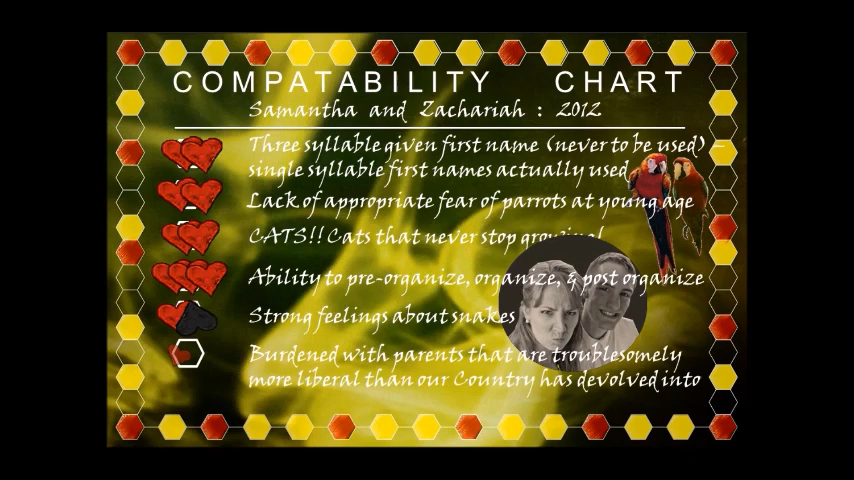 COMPATABILITY CHART
Samantha and Zachariah : 2012
Three syllable given first name (never to be used) –
single syllable first names actually used
Lack of appropriate fear of parrots at young age
CATS!! Cats that never stop growing!
Ability to pre-organize, organize, & post organize
Strong feelings about snakes
Burdened with parents that are troublesomely
more liberal than our Country has devolved into